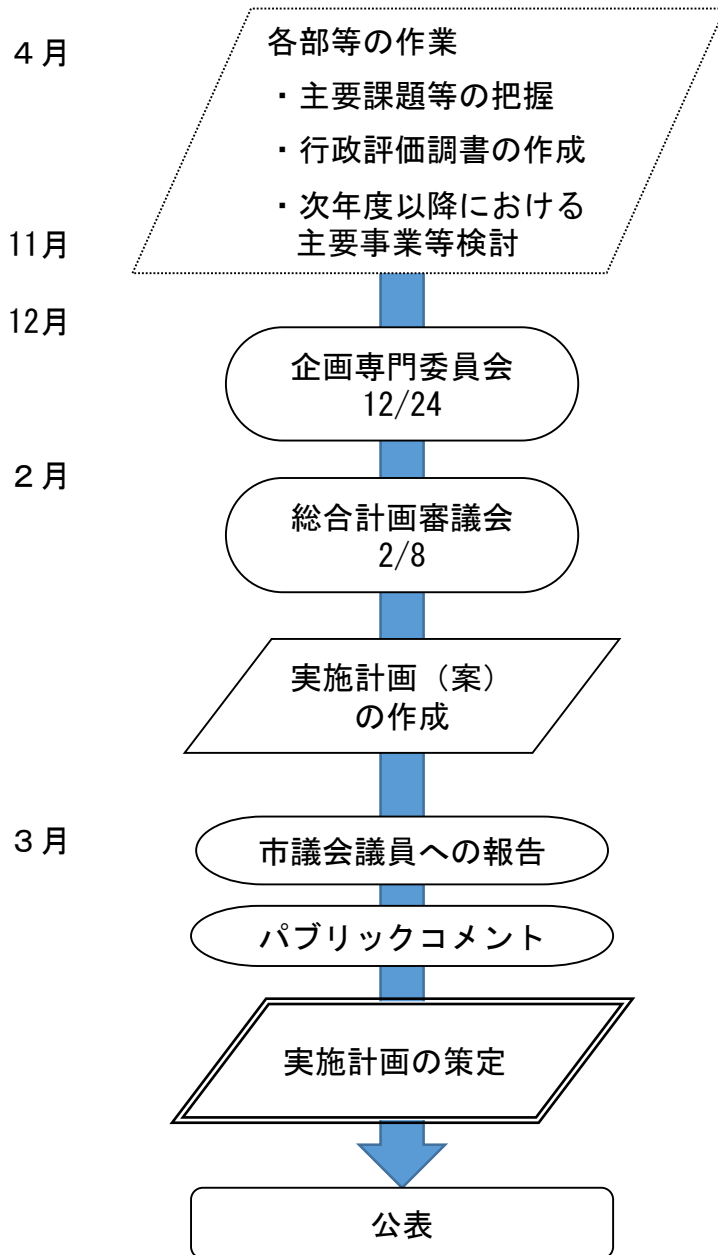 4月
各部等の作業
・主要課題等の把握
・行政評価調書の作成
・次年度以降における
主要事業等検討
11月
12月
企画専門委員会
12/24
2月
総合計画審議会
2/8
実施計画（案）
の作成
3月
市議会議員への報告
パブリックコメント
実施計画の策定
公表